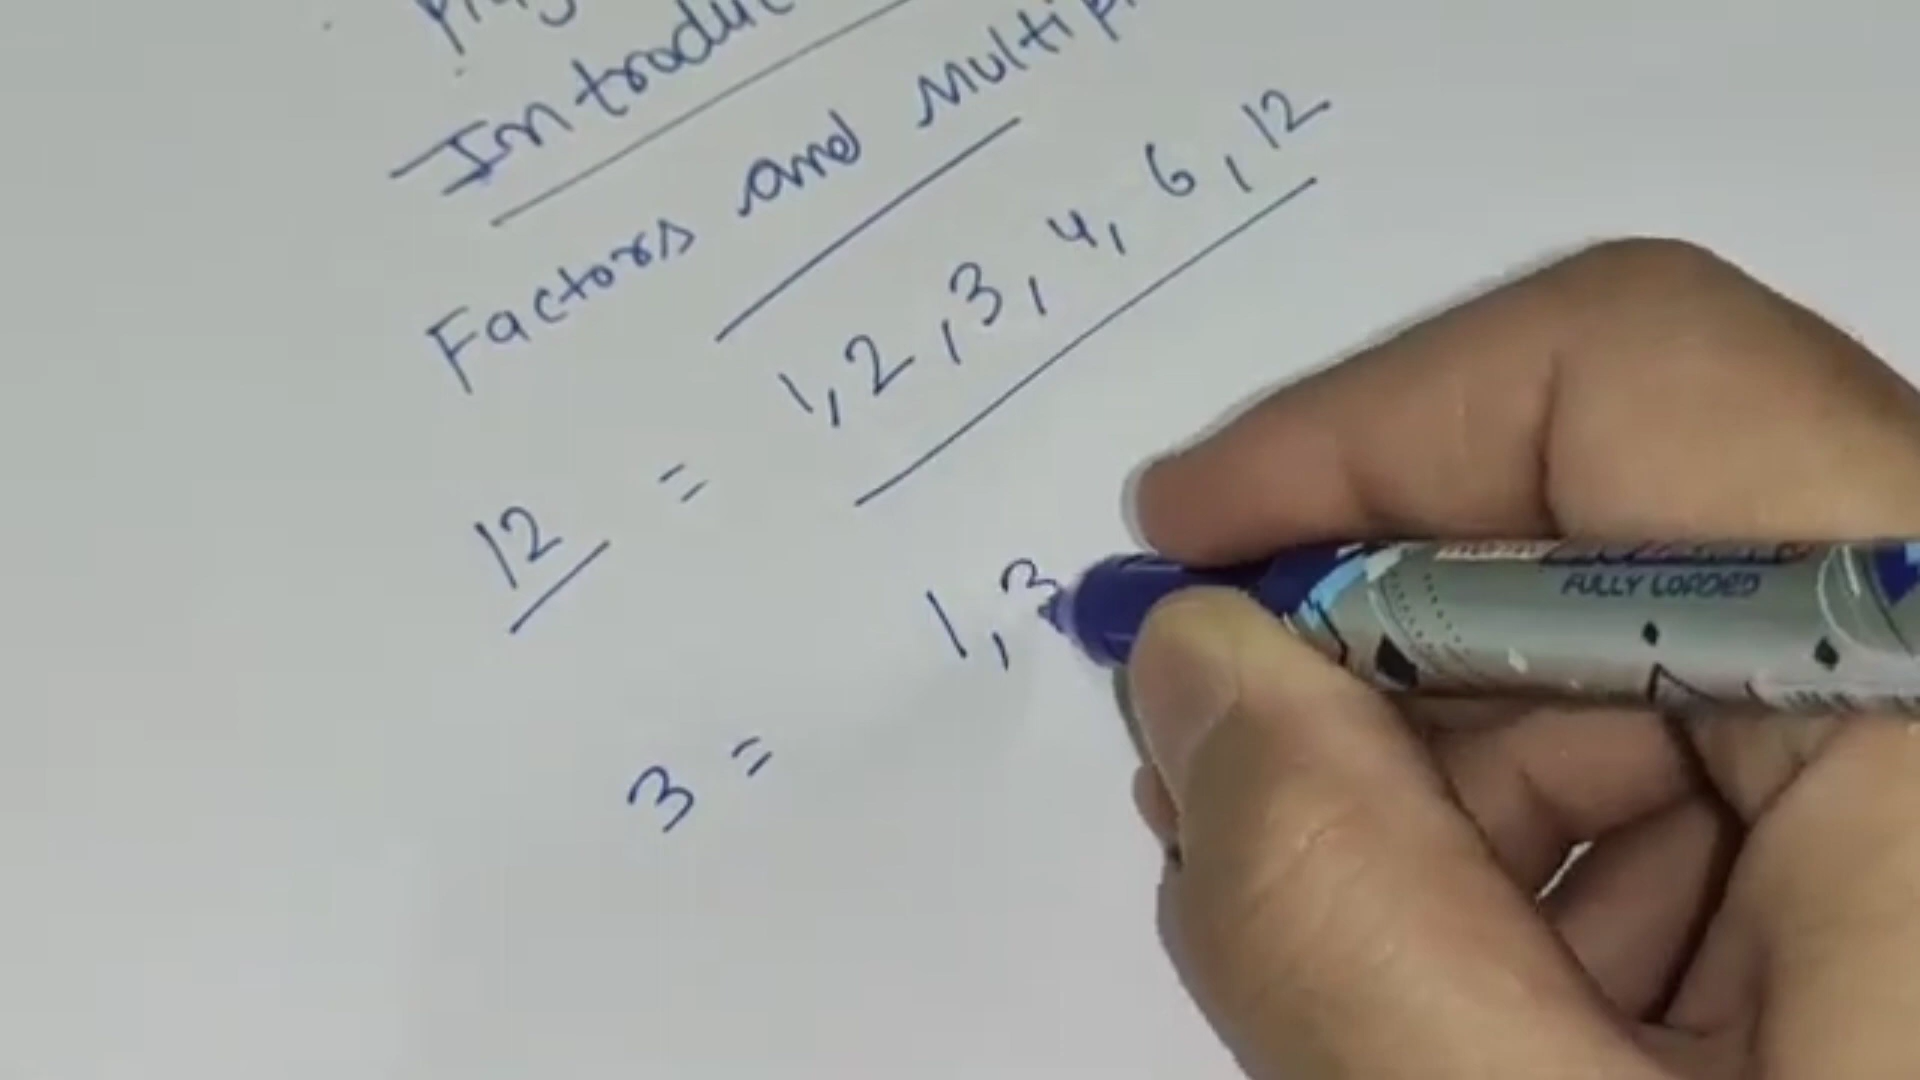 Introduc
Factors and Multip
12 = 1, 2, 3, 4, 6, 12
3 = 1, 3
FULLY LOADED